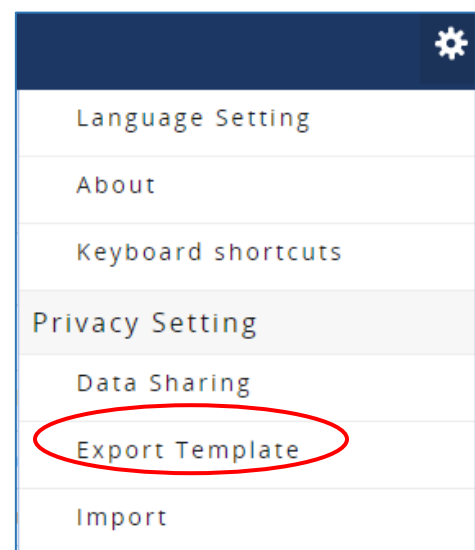 Language Setting
About
Keyboard shortcuts
Privacy Setting
Data Sharing
Export Template
Import